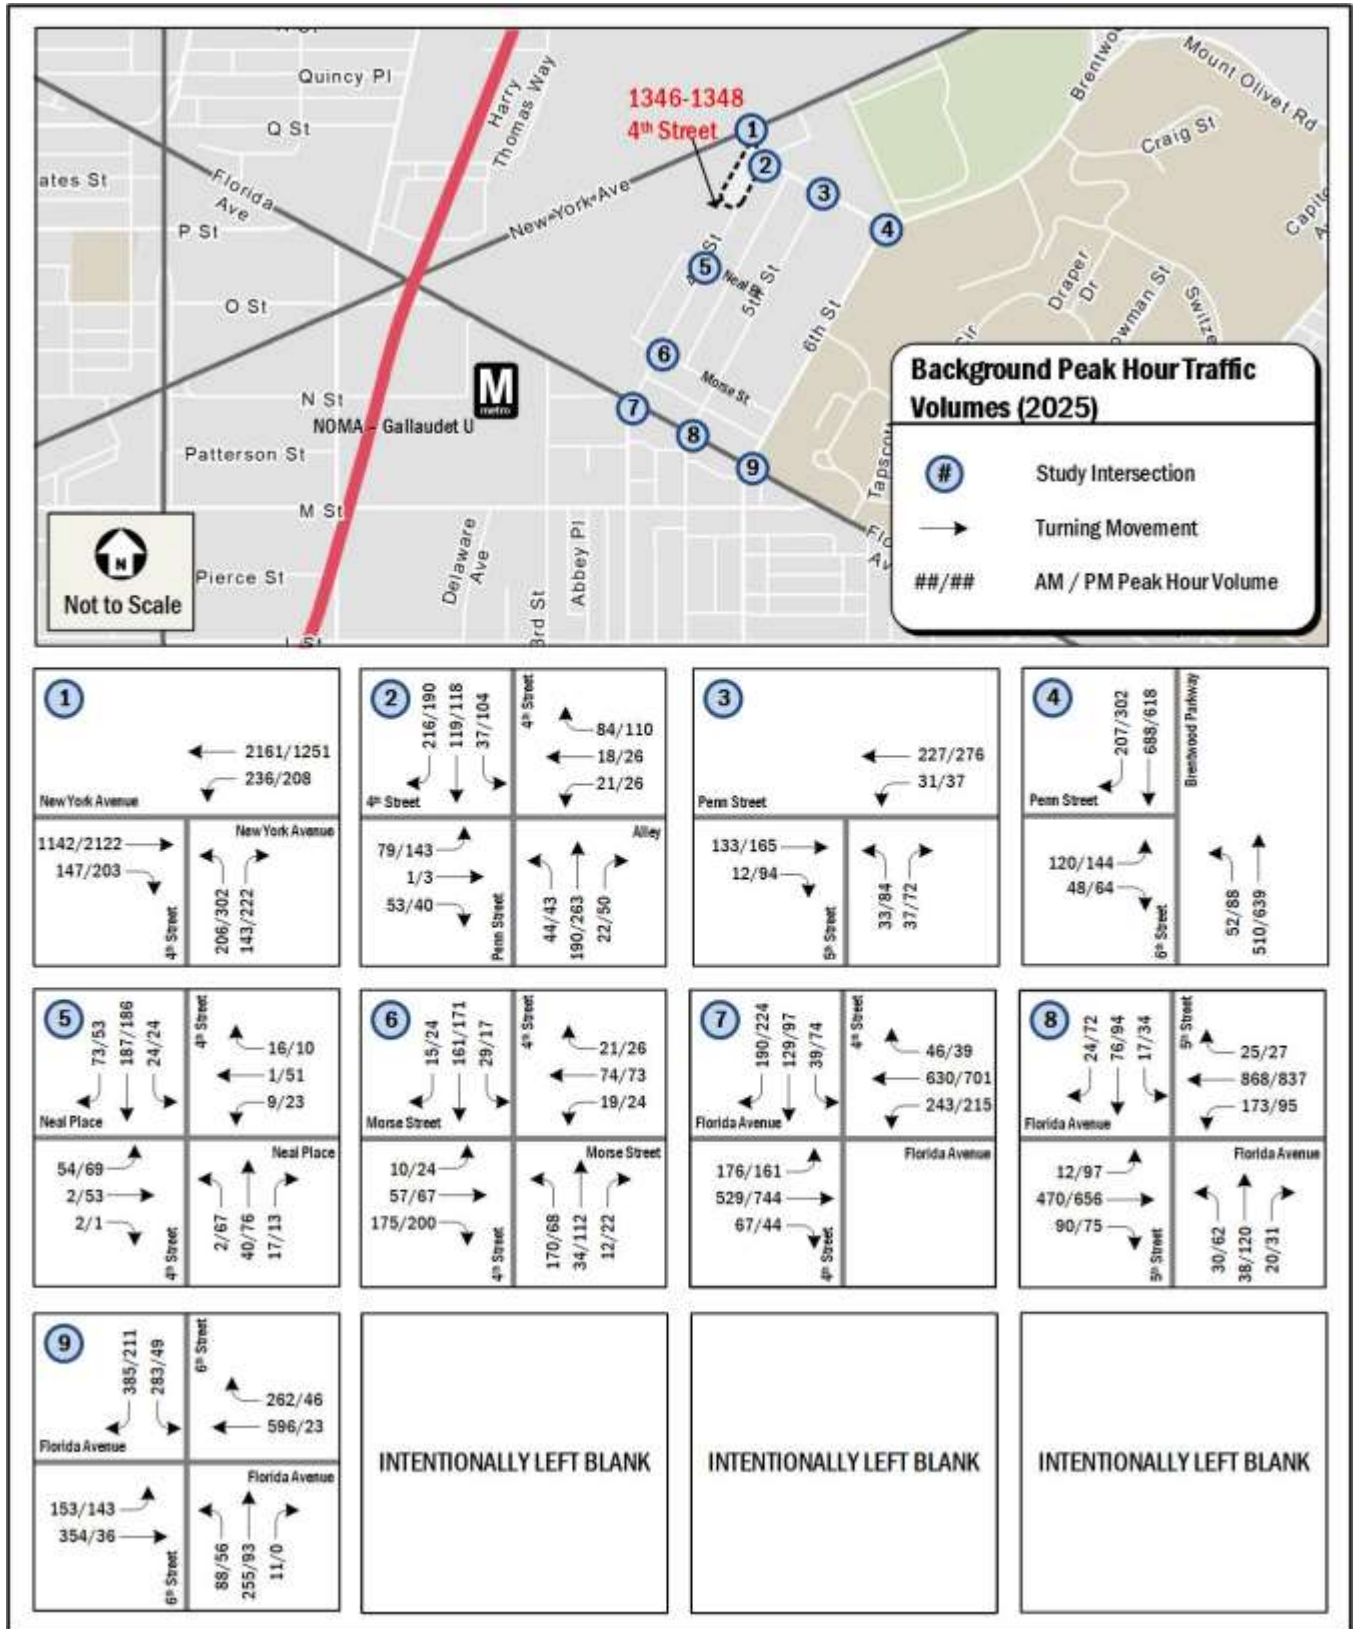 Quincy Pl
Harry
Thomas Way
Q St
Florida
Ave
P St
O St
New York Ave
1346-1348
4th Street
1
2
3
4
5
6
7
8
9
Mount Olivet Rd
Craig St
Draper
Dr
5th St
6th St
Morse St
M
metro
N St
NOMA - Gallaudet U
Patterson St
M St
Pierce St
Delaware
Ave
3rd St
Abbey Pl
N
Not to Scale
Background Peak Hour Traffic
Volumes (2025)
# Study Intersection
Turning Movement
##/## AM / PM Peak Hour Volume
1
2161/1251
236/208
New York Avenue
New York Avenue
1142/2122
147/203
4th Street
206/302
143/222
2
216/190
119/118
37/104
4th Street
84/110
18/26
21/26
4th Street
Alley
79/143
1/3
53/40
Penn Street
44/43
190/263
22/50
3
227/276
31/37
Penn Street
133/165
12/94
5th Street
33/84
37/72
4
207/302
688/618
Brentwood Parkway
Penn Street
120/144
48/64
6th Street
52/88
510/639
5
73/53
187/186
24/24
4th Street
16/10
1/51
9/23
Neal Place
Neal Place
54/69
2/53
2/1
4th Street
2/67
40/76
17/13
6
15/24
161/171
29/17
4th Street
21/26
74/73
19/24
Morse Street
Morse Street
10/24
57/67
175/200
4th Street
170/68
34/112
12/22
7
190/224
129/97
39/74
4th Street
46/39
630/701
243/215
Florida Avenue
Florida Avenue
176/161
529/744
67/44
4th Street
8
24/72
76/94
17/34
5th Street
25/27
868/837
173/95
Florida Avenue
Florida Avenue
12/97
470/656
90/75
5th Street
30/62
38/120
20/31
9
385/211
283/49
6th Street
262/46
596/23
Florida Avenue
Florida Avenue
153/143
354/36
6th Street
88/56
255/93
11/0
INTENTIONALLY LEFT BLANK
INTENTIONALLY LEFT BLANK
INTENTIONALLY LEFT BLANK